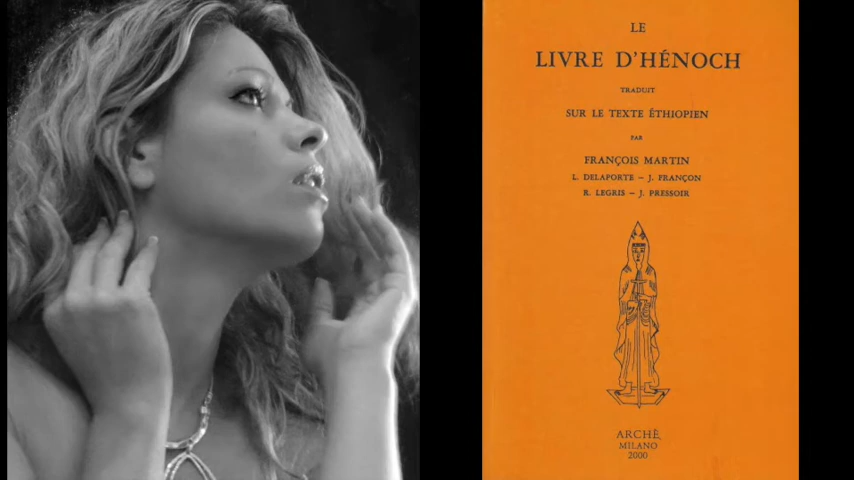 LE
LIVRE D'HÉNOCH
TRADUIT
SUR LE TEXTE ÉTHIOPIEN
PAR
FRANÇOIS MARTIN
L. DELAPORTE – J. FRANÇON
R. LEGRIS – J. PRESSOIR
ARCHÈ
MILANO
2000